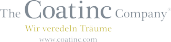 The Coatinc Company®
Wir veredeln Träume
www.coatinc.com